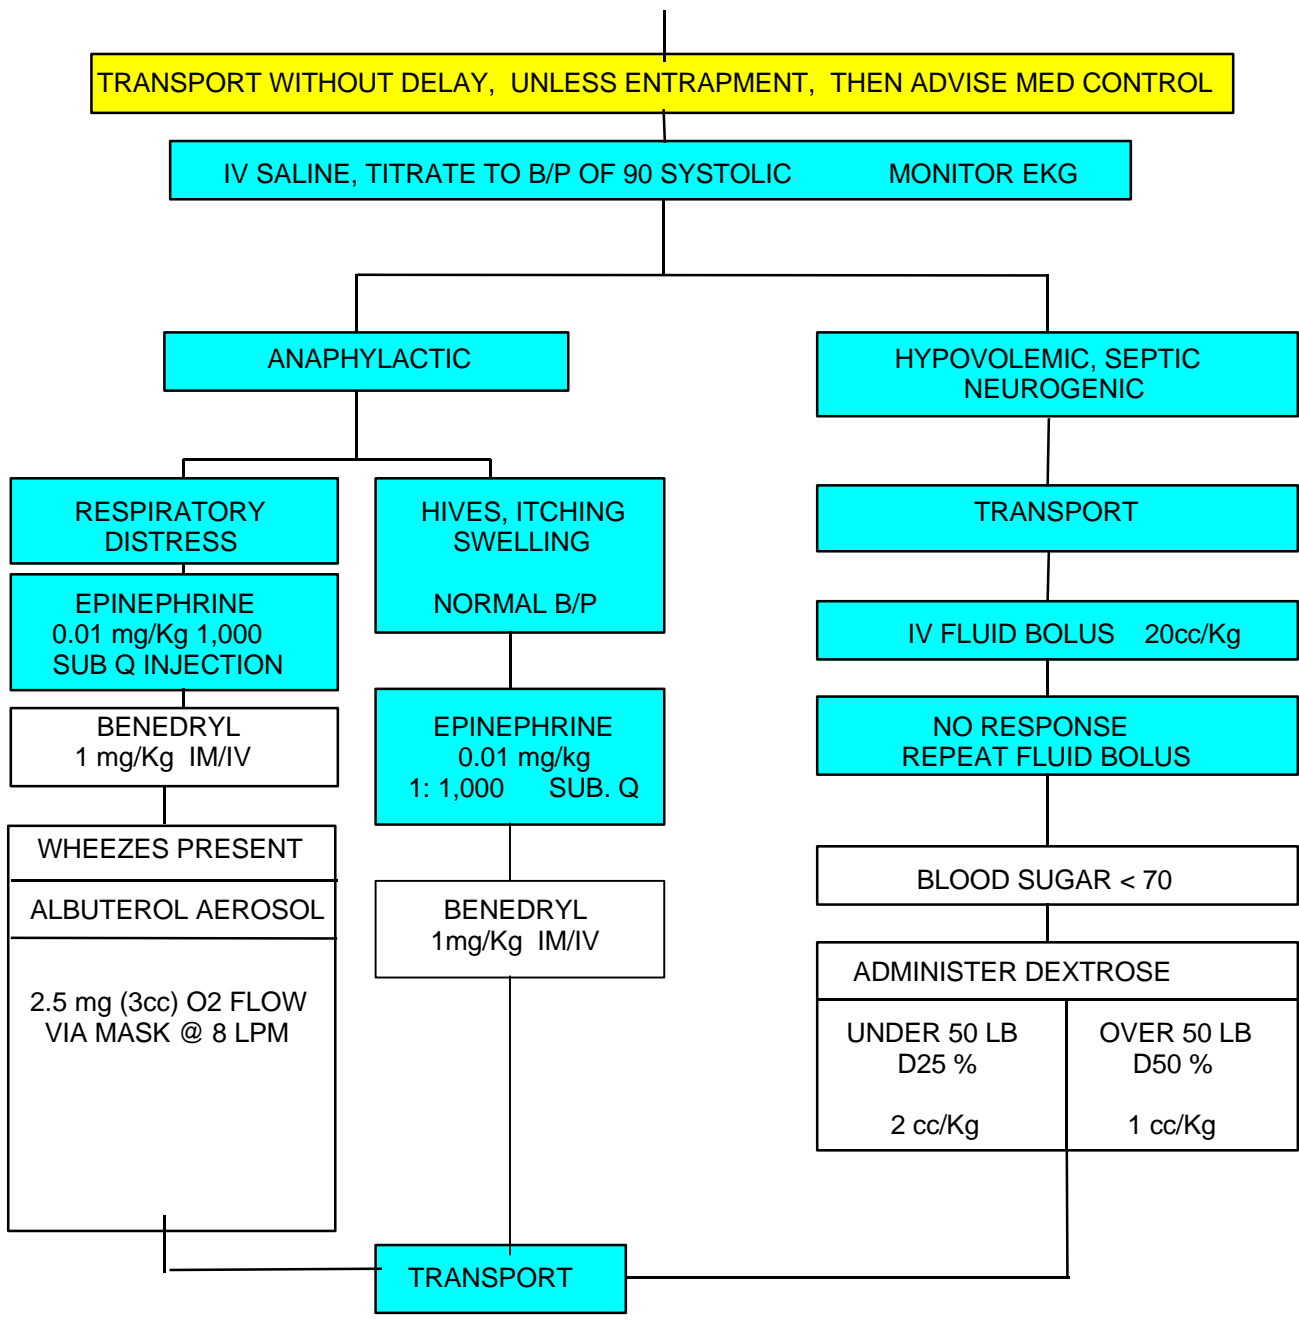 TRANSPORT WITHOUT DELAY, UNLESS ENTRAPMENT, THEN ADVISE MED CONTROL
IV SALINE, TITRATE TO B/P OF 90 SYSTOLIC MONITOR EKG
ANAPHYLACTIC
HYPOVOLEMIC, SEPTIC
NEUROGENIC
RESPIRATORY
DISTRESS
EPINEPHRINE
0.01 mg/Kg 1,000
SUB Q INJECTION
BENEDRYL
1 mg/Kg IM/IV
WHEEZES PRESENT
ALBUTEROL AEROSOL
2.5 mg (3cc) O2 FLOW
VIA MASK @ 8 LPM
HIVES, ITCHING
SWELLING
NORMAL B/P
EPINEPHRINE
0.01 mg/kg
1: 1,000 SUB. Q
BENEDRYL
1mg/Kg IM/IV
TRANSPORT
IV FLUID BOLUS 20cc/Kg
NO RESPONSE
REPEAT FLUID BOLUS
BLOOD SUGAR < 70
ADMINISTER DEXTROSE
UNDER 50 LB
D25 %
2 cc/Kg
OVER 50 LB
D50 %
1 cc/Kg
TRANSPORT